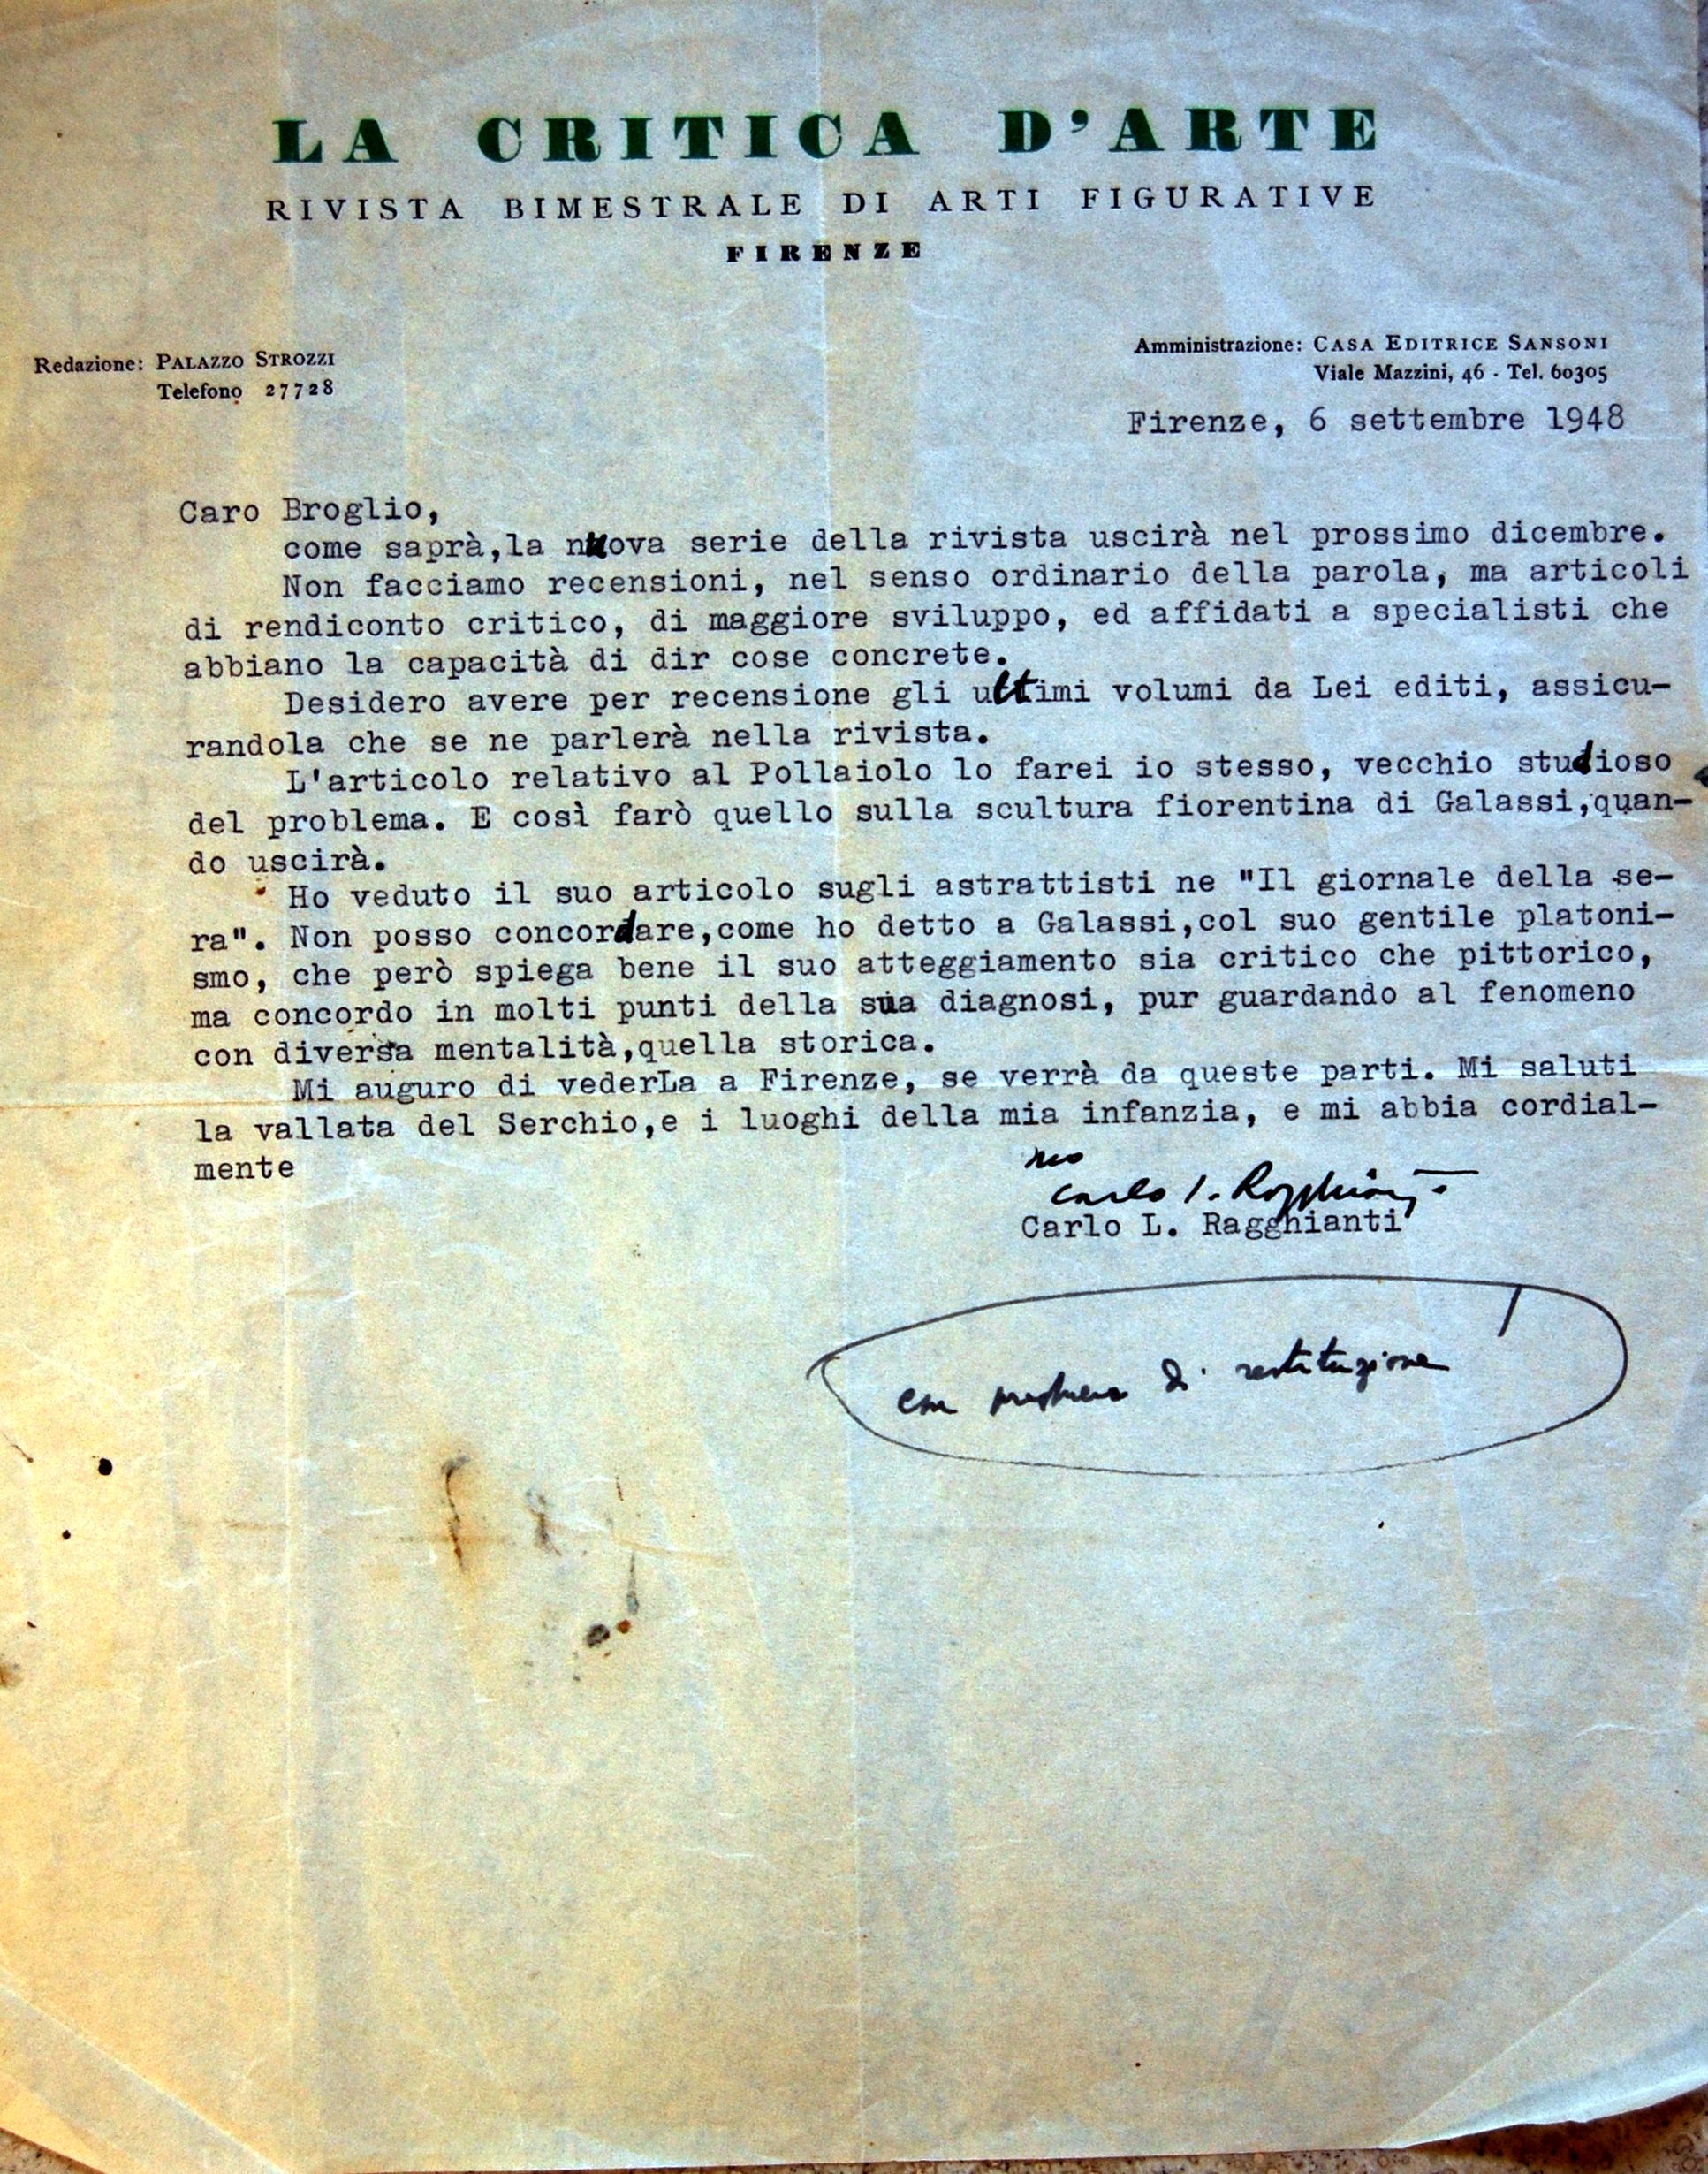 LA CRITICA D'ARTE
RIVISTA BIMESTRALE DI ARTI FIGURATIVE
FIRENZE
Redazione: PALAZZO STROZZI
Telefono 27728
Amministrazione: CASA EDITRICE SANSONI
Viale Mazzini, 46 - Tel. 60305
Firenze, 6 settembre 1948
Caro Broglio,
come saprà,la nuova serie della rivista uscirà nel prossimo dicembre.
Non facciamo recensioni, nel senso ordinario della parola, ma articoli
di rendiconto critico, di maggiore sviluppo, ed affidati a specialisti che
abbiano la capacità di dir cose concrete.
Desidero avere per recensione gli ultimi volumi da Lei editi, assicu-
randola che se ne parlerà nella rivista.
L'articolo relativo al Pollaiolo lo farei io stesso, vecchio studioso
del problema. E così farò quello sulla scultura fiorentina di Galassi,quan-
do uscirà.
Ho veduto il suo articolo sugli astrattisti ne "Il giornale della se-
ra". Non posso concordare,come ho detto a Galassi,col suo gentile platoni-
smo, che però spiega bene il suo atteggiamento sia critico che pittorico,
ma concordo in molti punti della sua diagnosi, pur guardando al fenomeno
con diversa mentalità,quella storica.
Mi auguro di vederLa a Firenze, se verrà da queste parti. Mi saluti
la vallata del Serchio,e i luoghi della mia infanzia, e mi abbia cordial-
mente
suo
Carlo L. Ragghianti
Carlo L. Ragghianti
con preghiera di restituzione